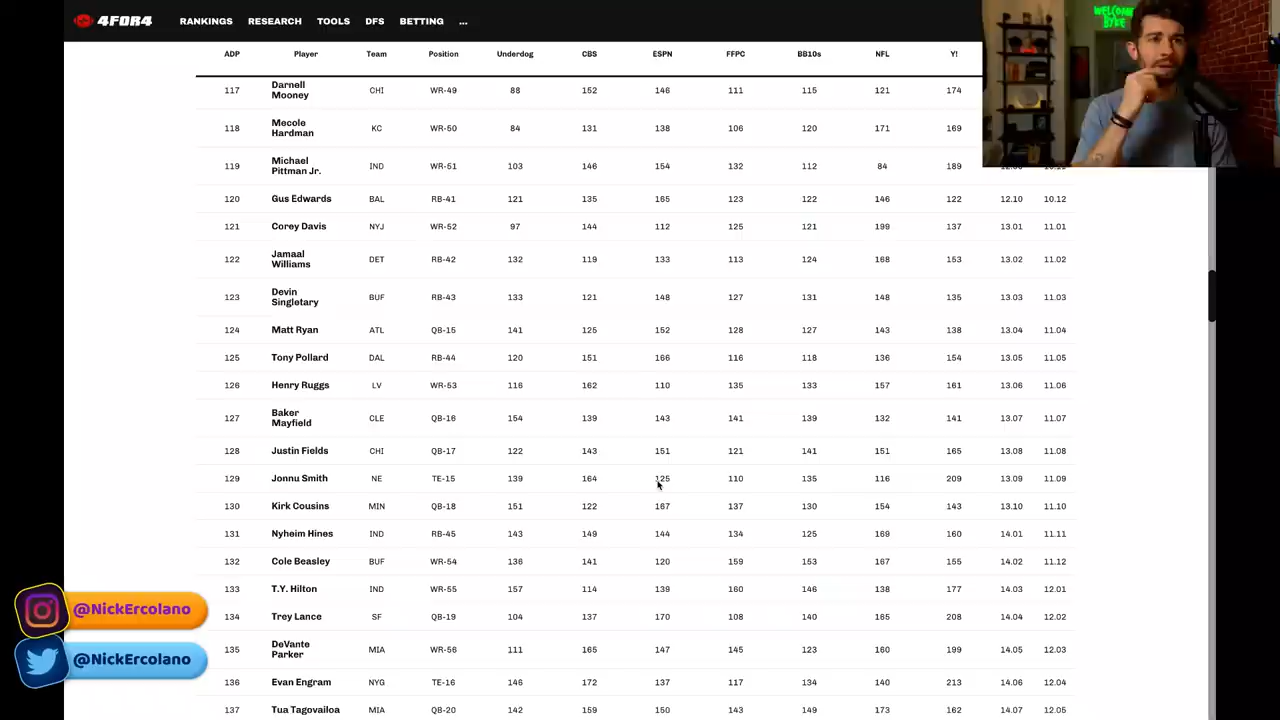 4FOR4 RANKINGS RESEARCH TOOLS DFS BETTING ...
WELCOME
BYKE
ADP Player Team Position Underdog CBS ESPN FFPC BB10s NFL Y!
117 Darnell Mooney CHI WR-49 88 152 146 111 115 121 174
118 Mecole Hardman KC WR-50 84 131 138 106 120 171 169
119 Michael Pittman Jr. IND WR-51 103 146 154 132 112 84 189
120 Gus Edwards BAL RB-41 121 135 165 123 122 146 122 12.10 10.12
121 Corey Davis NYJ WR-52 97 144 112 125 121 199 137 13.01 11.01
122 Jamaal Williams DET RB-42 132 119 133 113 124 168 153 13.02 11.02
123 Devin Singletary BUF RB-43 133 121 148 127 131 148 135 13.03 11.03
124 Matt Ryan ATL QB-15 141 125 152 128 127 143 138 13.04 11.04
125 Tony Pollard DAL RB-44 120 151 166 116 118 136 154 13.05 11.05
126 Henry Ruggs LV WR-53 116 162 110 135 133 157 161 13.06 11.06
127 Baker Mayfield CLE QB-16 154 139 143 141 139 132 141 13.07 11.07
128 Justin Fields CHI QB-17 122 143 151 121 141 151 165 13.08 11.08
129 Jonnu Smith NE TE-15 139 164 125 110 135 116 209 13.09 11.09
130 Kirk Cousins MIN QB-18 151 122 167 137 130 154 143 13.10 11.10
131 Nyheim Hines IND RB-45 143 149 144 134 125 169 160 14.01 11.11
132 Cole Beasley BUF WR-54 136 141 120 159 153 167 155 14.02 11.12
133 T.Y. Hilton IND WR-55 157 114 139 160 146 138 177 14.03 12.01
134 Trey Lance SF QB-19 104 137 170 108 140 165 208 14.04 12.02
135 DeVante Parker MIA WR-56 111 165 147 145 123 160 199 14.05 12.03
136 Evan Engram NYG TE-16 146 172 137 117 134 140 213 14.06 12.04
137 Tua Tagovailoa MIA QB-20 142 159 150 143 149 173 162 14.07 12.05
@NickErcolano
@NickErcolano